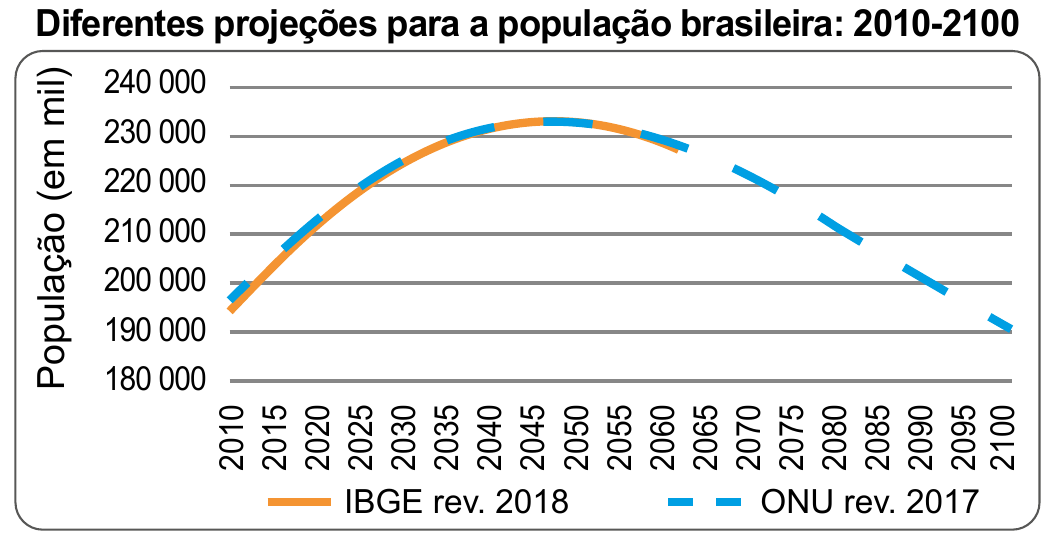 Diferentes projeções para a população brasileira: 2010-2100
População (em mil)
240 000
230 000
220 000
210 000
200 000
190 000
180 000
2010 2015 2020 2025 2030 2035 2040 2045 2050 2055 2060 2065 2070 2075 2080 2085 2090 2095 2100
IBGE rev. 2018 ONU rev. 2017